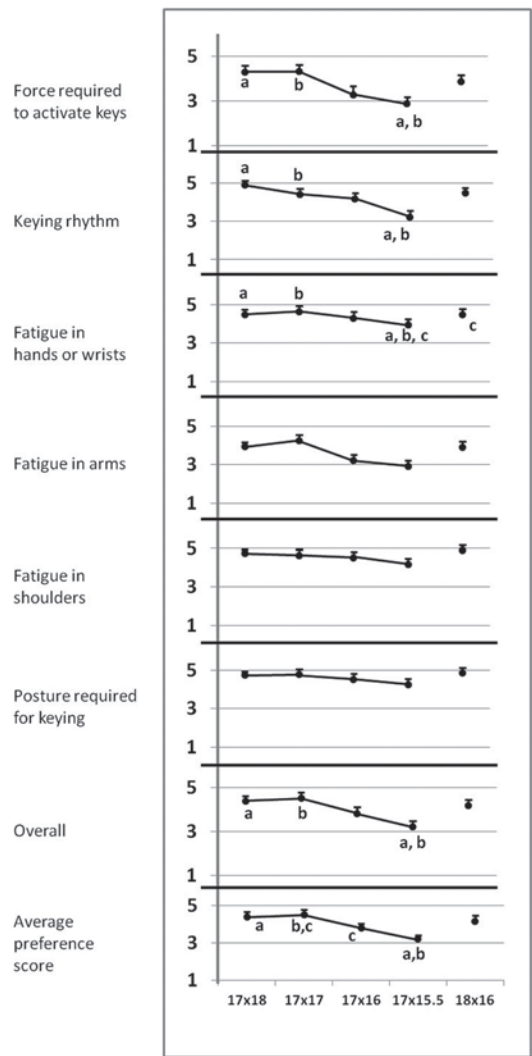 5
a
b
Force required
to activate keys
3
a, b
1
a
b
5
Keying rhythm
3
a, b
1
a
b
5
Fatigue in
hands or wrists
3
a, b, c
c
1
5
Fatigue in arms
3
1
5
Fatigue in
shoulders
3
1
5
Posture required
for keying
3
1
5
a
b
Overall
3
a, b
1
5
a
b,c
c
Average
preference
score
3
a,b
1
17x18
17x17
17x16
17x15.5
18x16